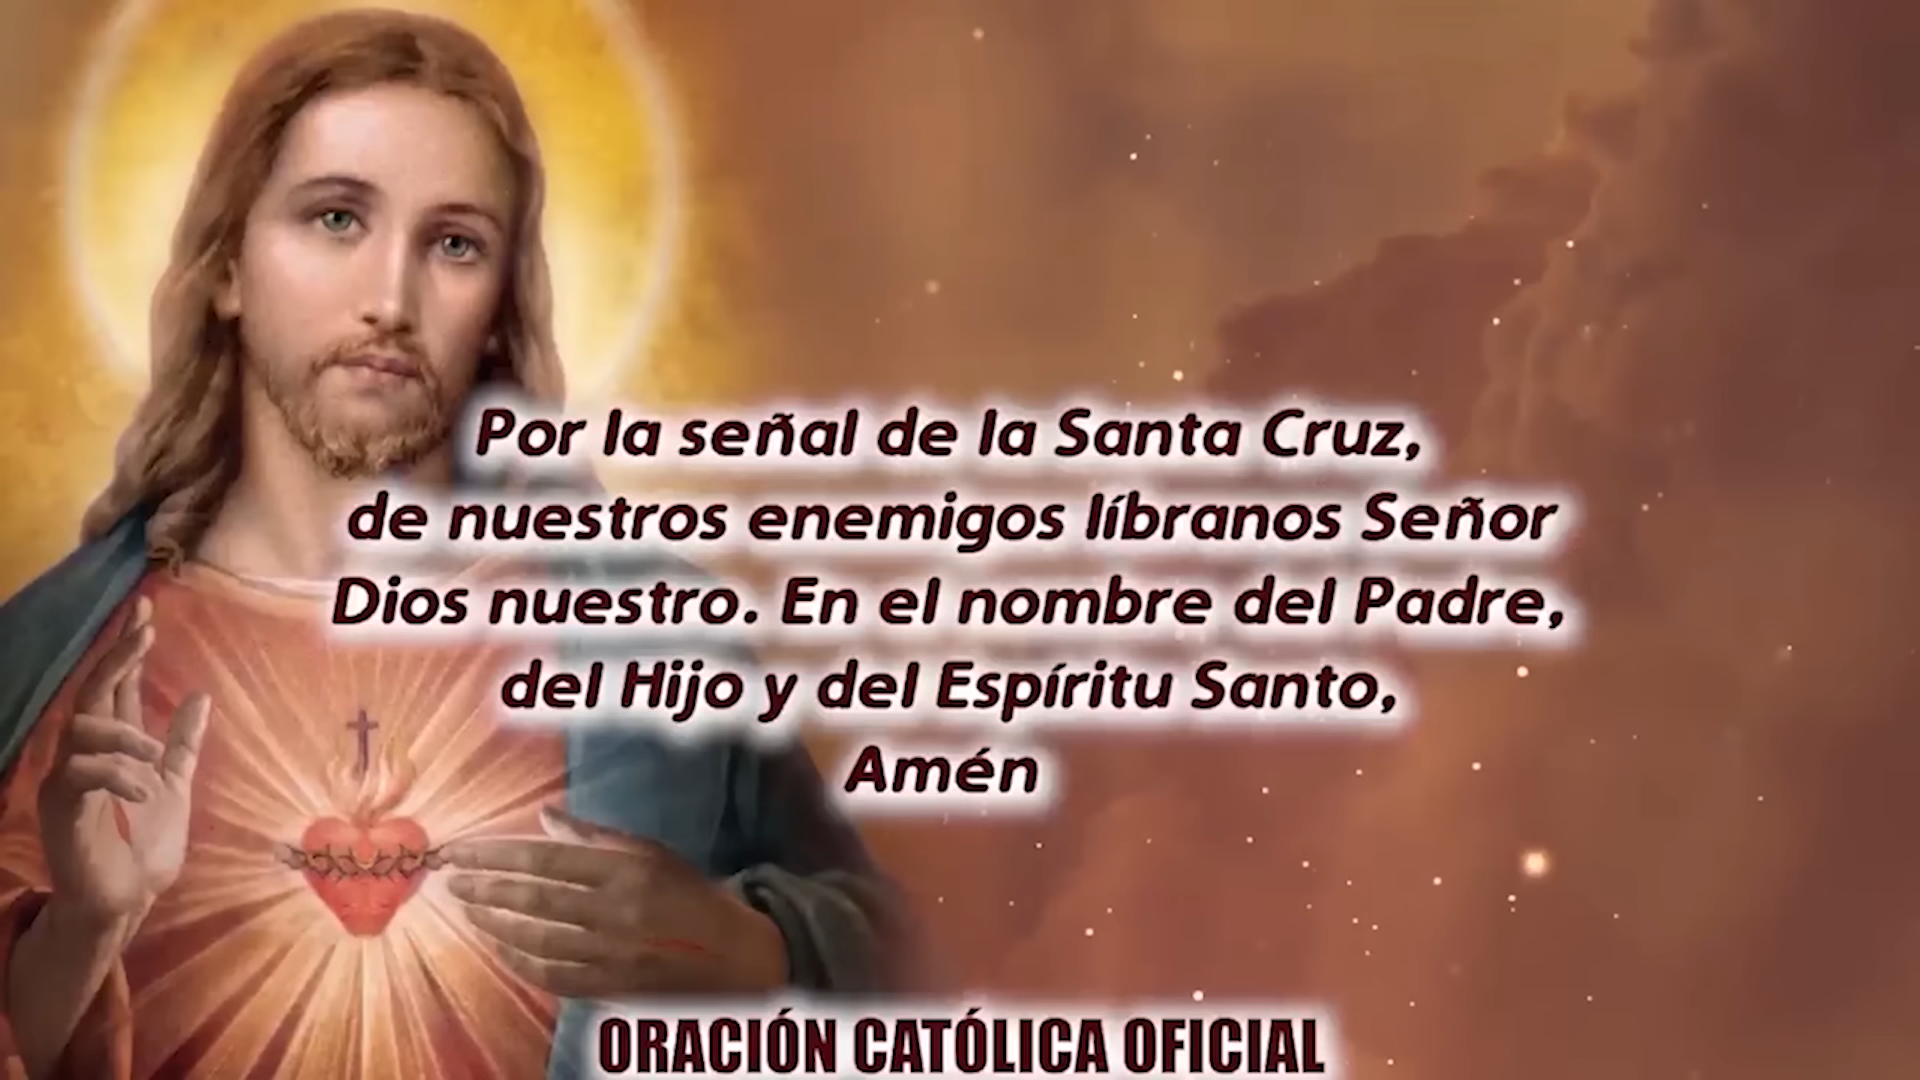 Por la señal de la Santa Cruz,
de nuestros enemigos líbranos Señor
Dios nuestro. En el nombre del Padre,
del Hijo y del Espíritu Santo,
Amén
ORACIÓN CATÓLICA OFICIAL